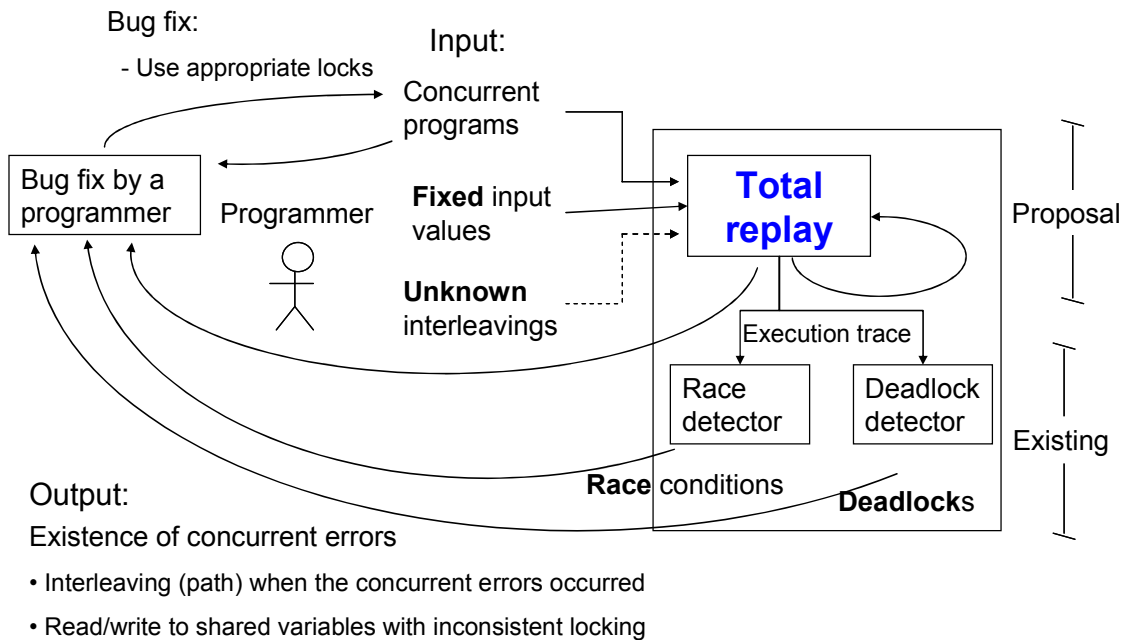 Bug fix:
- Use appropriate locks
Input:
Concurrent
programs
Bug fix by a
programmer
Programmer
Fixed input
values
Unknown
interleavings
Total
replay
Proposal
Execution trace
Race
detector
Deadlock
detector
Existing
Race conditions
Deadlocks
Output:
Existence of concurrent errors
• Interleaving (path) when the concurrent errors occurred
• Read/write to shared variables with inconsistent locking